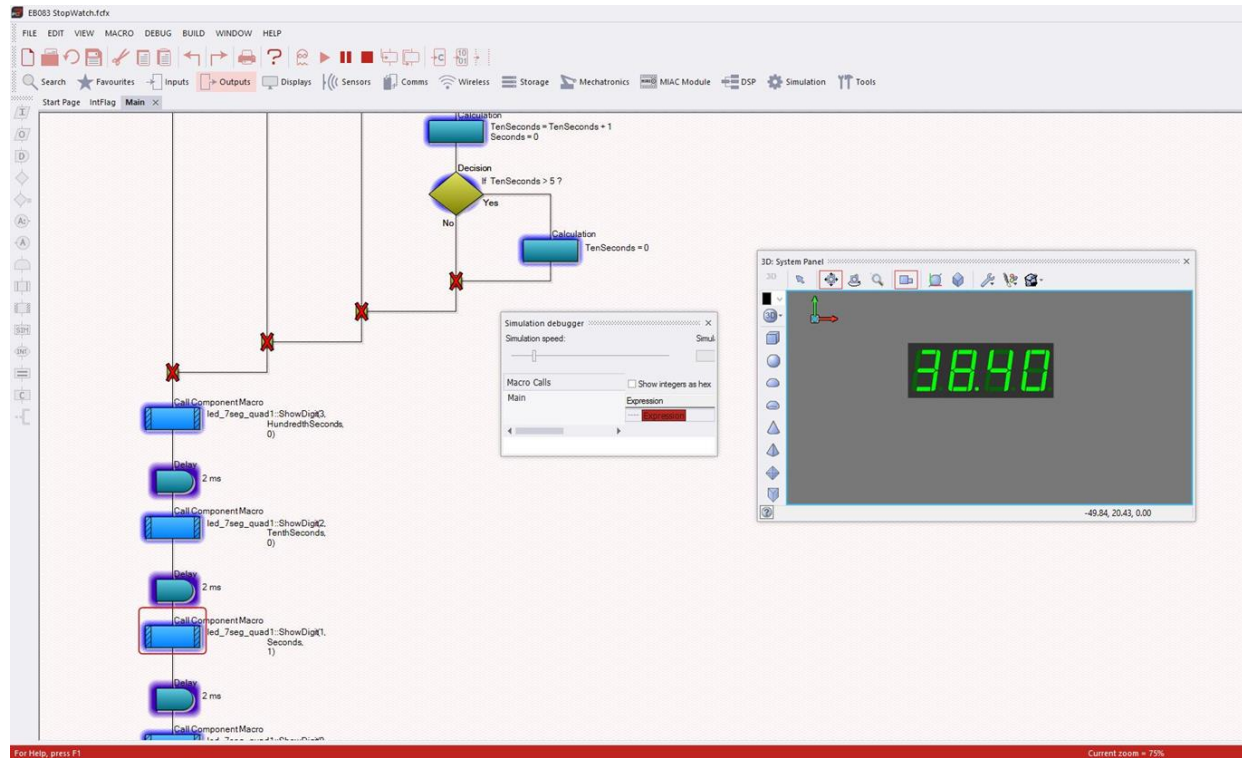 EB083 StopWatch.fcfx
FILE EDIT VIEW MACRO DEBUG BUILD WINDOW HELP
Search Favourites Inputs Outputs Displays Sensors Comms Wireless Storage Mechatronics MIAC Module DSP Simulation Tools
Start Page IntFlag Main
Calculation
TenSeconds = TenSeconds + 1
Seconds = 0
Decision
If TenSeconds > 5 ?
Yes
No
Calculation
TenSeconds = 0
Call Component Macro
led_7seg_quad1::ShowDigit(3,
HundredthSeconds,
0)
Delay
2 ms
Call Component Macro
led_7seg_quad1::ShowDigit(2,
TenthSeconds,
0)
Delay
2 ms
Call Component Macro
led_7seg_quad1::ShowDigit(1,
Seconds,
1)
Delay
2 ms
Call Component Macro
Simulation debugger
Simulation speed:
Simul
Macro Calls
Show integers as hex
Main
Expression
Expression
3D: System Panel
3D
3D
38.40
-49.84, 20.43, 0.00
For Help, press F1
Current zoom = 75%